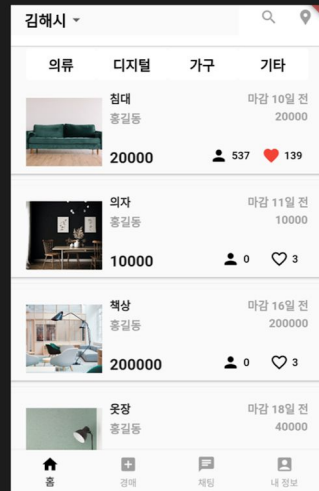 김해시
의류 디지털 가구 기타
침대 마감 10일 전
홍길동 20000
20000 537 139
의자 마감 11일 전
홍길동 10000
10000 0 3
책상 마감 16일 전
홍길동 200000
200000 0 3
옷장 마감 18일 전
홍길동 40000
홈 경매 채팅 내 정보